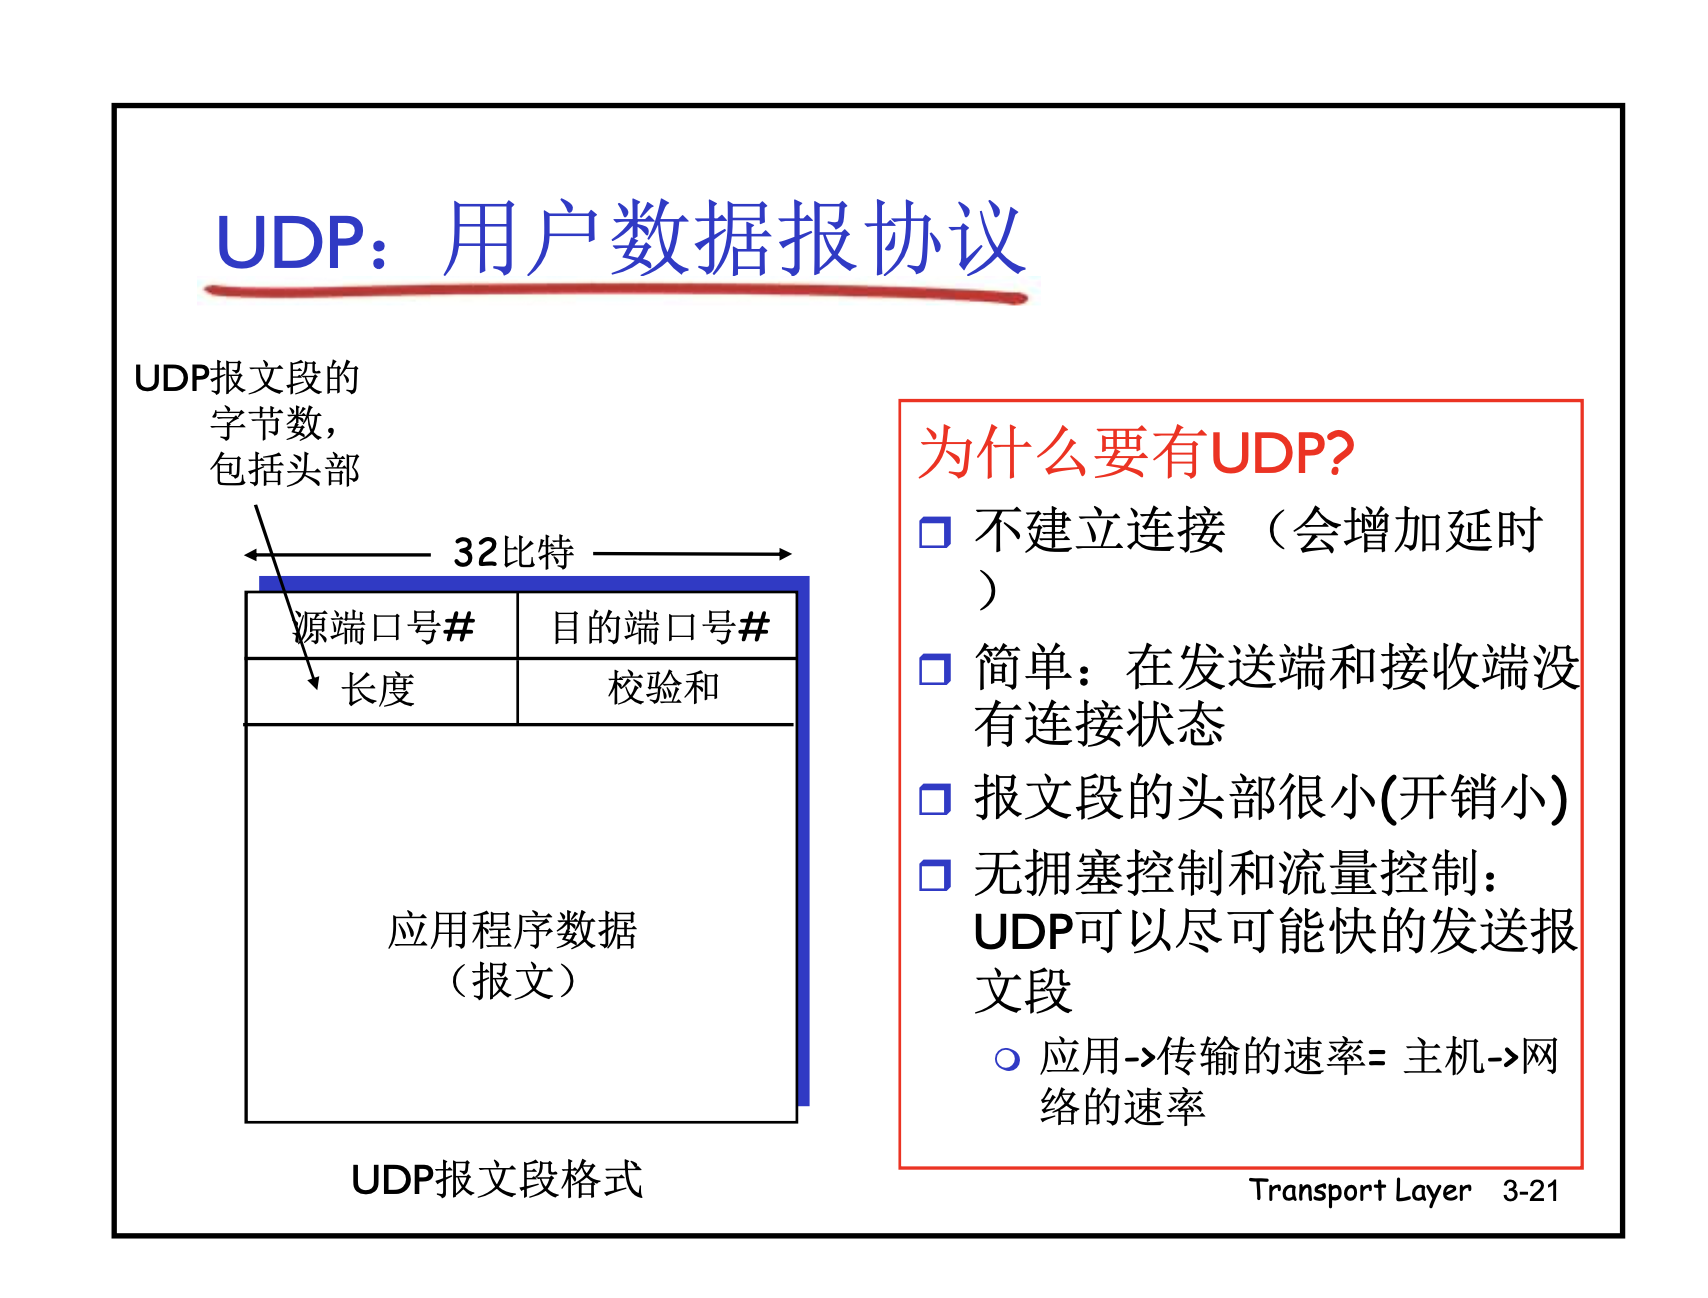 UDP：用户数据报协议
UDP报文段的
字节数，
包括头部
32比特
源端口号# 目的端口号#
长度 校验和
应用程序数据
（报文）
UDP报文段格式
为什么要有UDP?
不建立连接 （会增加延时
）
简单：在发送端和接收端没
有连接状态
报文段的头部很小(开销小)
无拥塞控制和流量控制：
UDP可以尽可能快的发送报
文段
应用->传输的速率= 主机->网
络的速率
Transport Layer 3-21